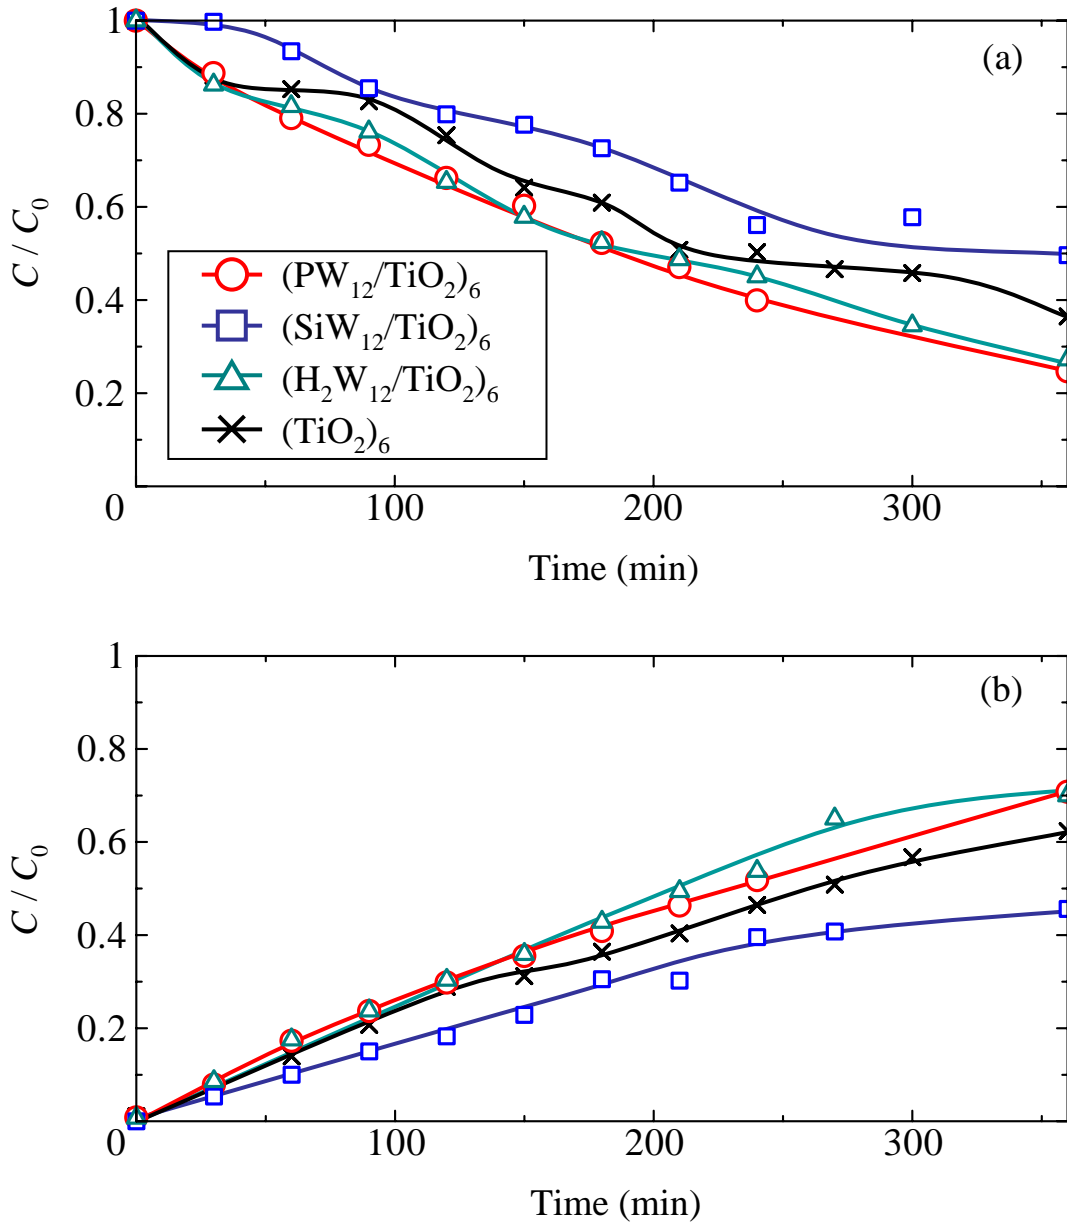 1
(a)
0.8
0.6
0.4
0.2
C / C0
(PW12/TiO2)6
(SiW12/TiO2)6
(H2W12/TiO2)6
(TiO2)6
0 100 200 300
Time (min)
1
(b)
0.8
0.6
0.4
0.2
C / C0
0 100 200 300
Time (min)